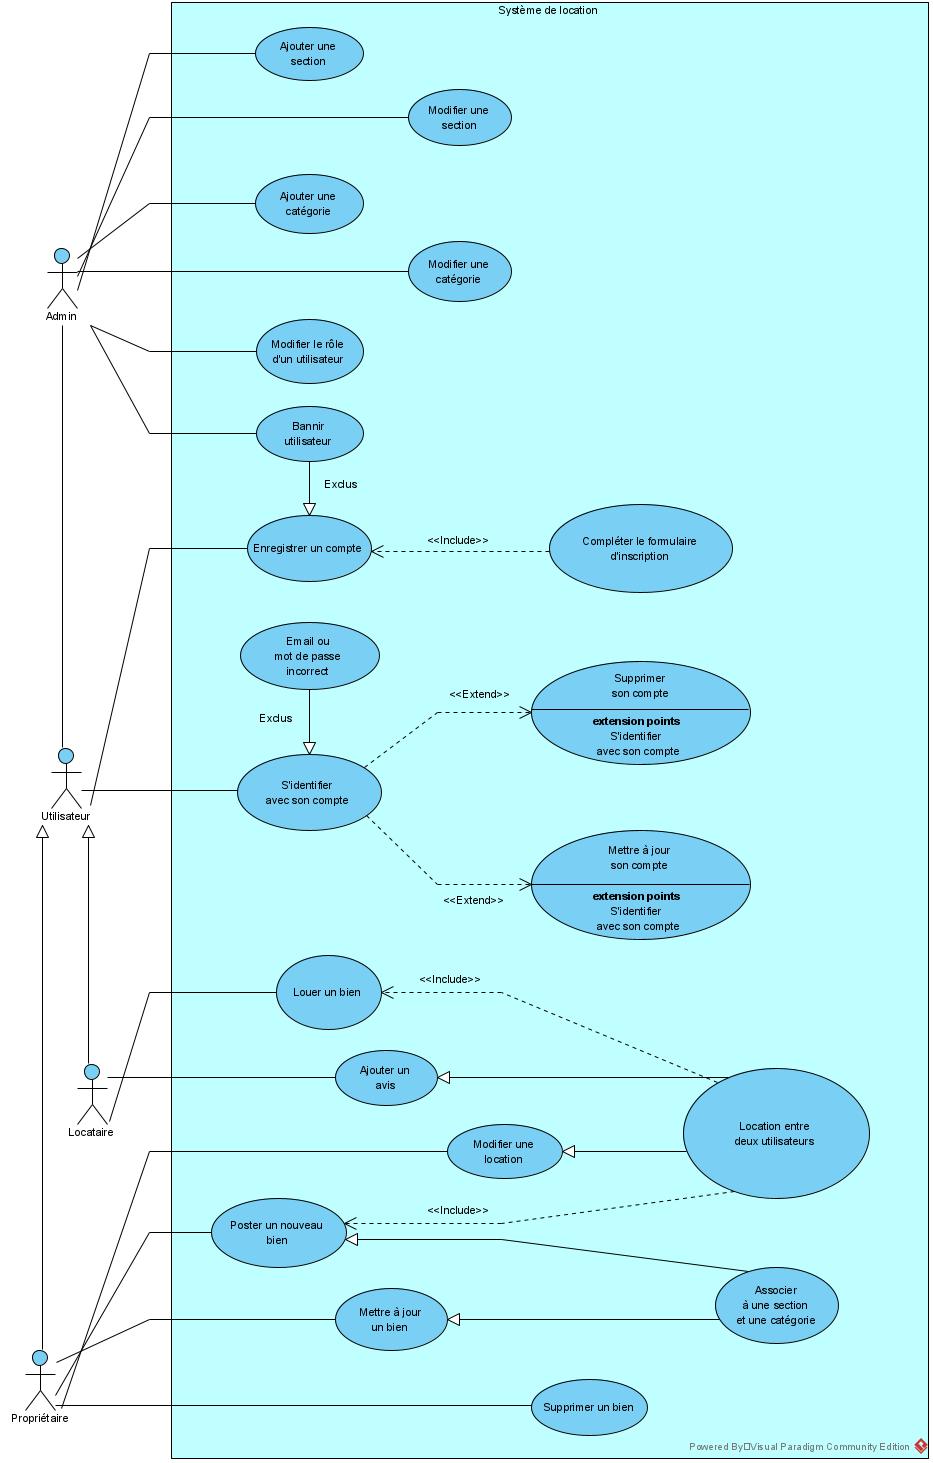 Système de location
Ajouter une
section
Modifier une
section
Ajouter une
catégorie
Modifier une
catégorie
Admin
Modifier le rôle
d'un utilisateur
Bannir
utilisateur
Exclus
Enregistrer un compte
<<Include>>
Compléter le formulaire
d'inscription
Email ou
mot de passe
incorrect
Exclus
<<Extend>>
Supprimer
son compte
extension points
S'identifier
avec son compte
S'identifier
avec son compte
Utilisateur
Mettre à jour
son compte
extension points
S'identifier
avec son compte
<<Extend>>
<<Include>>
Louer un bien
Ajouter un
avis
Locataire
Location entre
deux utilisateurs
Modifier une
location
<<Include>>
Poster un nouveau
bien
Associer
à une section
et une catégorie
Mettre à jour
un bien
Propriétaire
Supprimer un bien
Powered By Visual Paradigm Community Edition